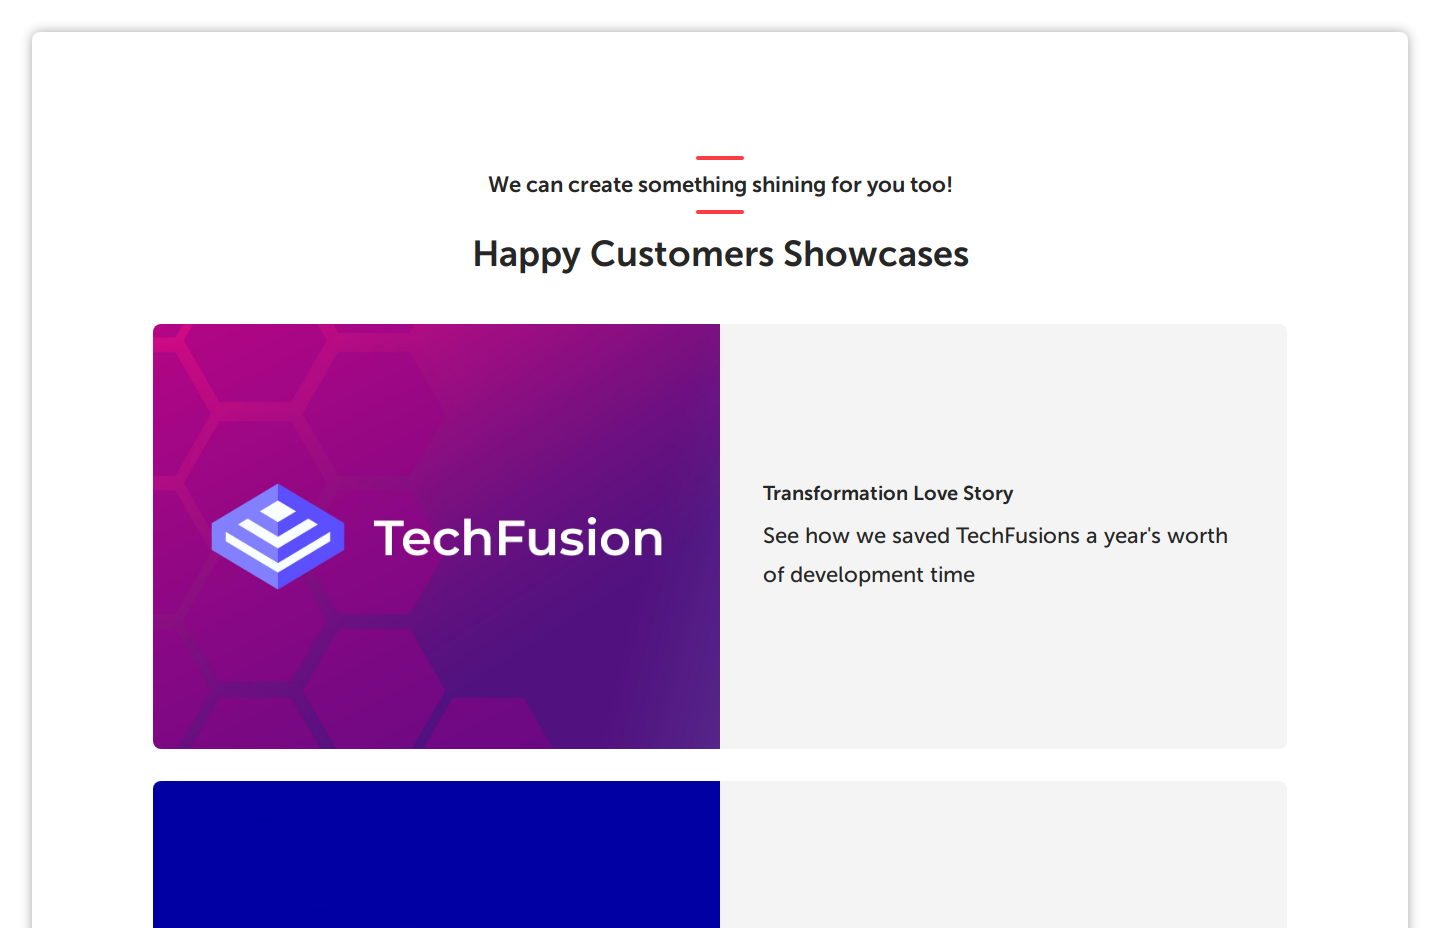 We can create something shining for you too!
Happy Customers Showcases
TechFusion
Transformation Love Story
See how we saved TechFusions a year's worth
of development time